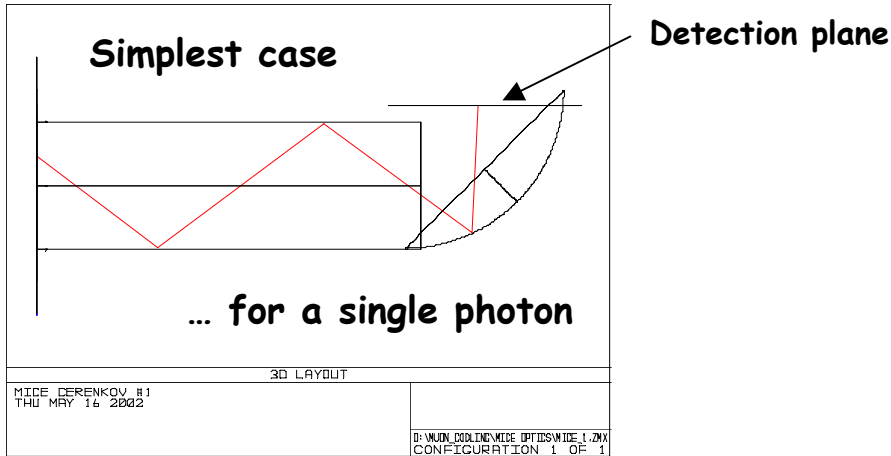 Simplest case
Detection plane
… for a single photon
3D LAYOUT
MICE CERENKOV #1
THU MAY 16 2002
D:\MUON_COOLING\MICE OPTICS\MICE_1.ZMX
CONFIGURATION 1 OF 1